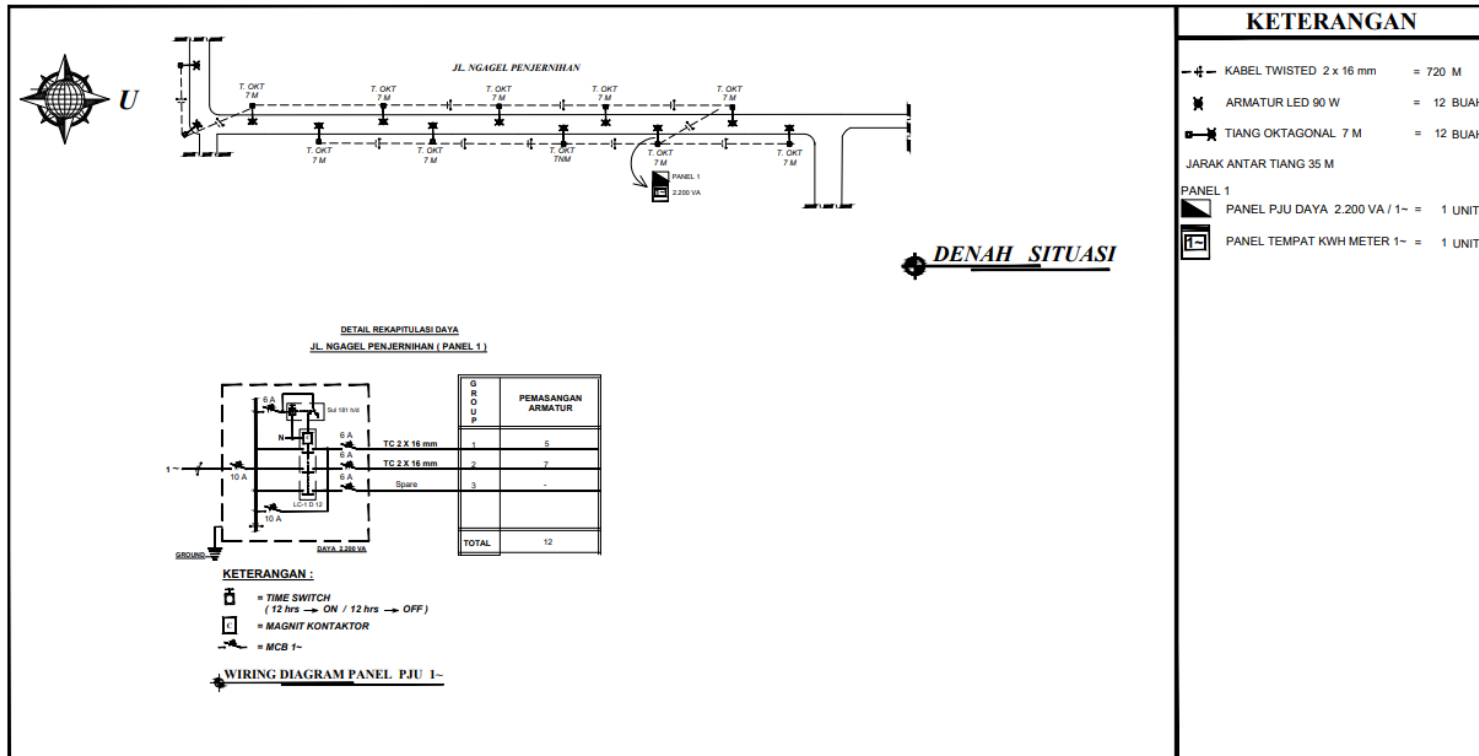 KETERANGAN
KABEL TWISTED 2 x 16 mm = 720 M
ARMATUR LED 90 W = 12 BUAH
TIANG OKTAGONAL 7 M = 12 BUAH
JARAK ANTAR TIANG 35 M
PANEL 1
PANEL PJU DAYA 2.200 VA / 1~ = 1 UNIT
1~ PANEL TEMPAT KWH METER 1~ = 1 UNIT
U
JL. NGAGEL PENJERNIHAN
T. OKT
7 M
T. OKT
7 M
T. OKT
7 M
T. OKT
7 M
T. OKT
7 M
T. OKT
7 M
T. OKT
7 M
T. OKT
7NM
T. OKT
7 M
T. OKT
7 M
PANEL 1
1~ 2.200 VA
DENAH SITUASI
DETAIL REKAPITULASI DAYA
JL. NGAGEL PENJERNIHAN ( PANEL 1 )
6 A
Sul 181 h/d
N
6 A
TC 2 X 16 mm
6 A
TC 2 X 16 mm
6 A
Spare
1~
10 A
LC-1 D 12
10 A
GROUND
DAYA 2.200 VA
GROUP PEMASANGAN
ARMATUR
1 5
2 7
3 -
TOTAL 12
KETERANGAN :
= TIME SWITCH
( 12 hrs → ON / 12 hrs → OFF )
C = MAGNIT KONTAKTOR
= MCB 1~
WIRING DIAGRAM PANEL PJU 1~